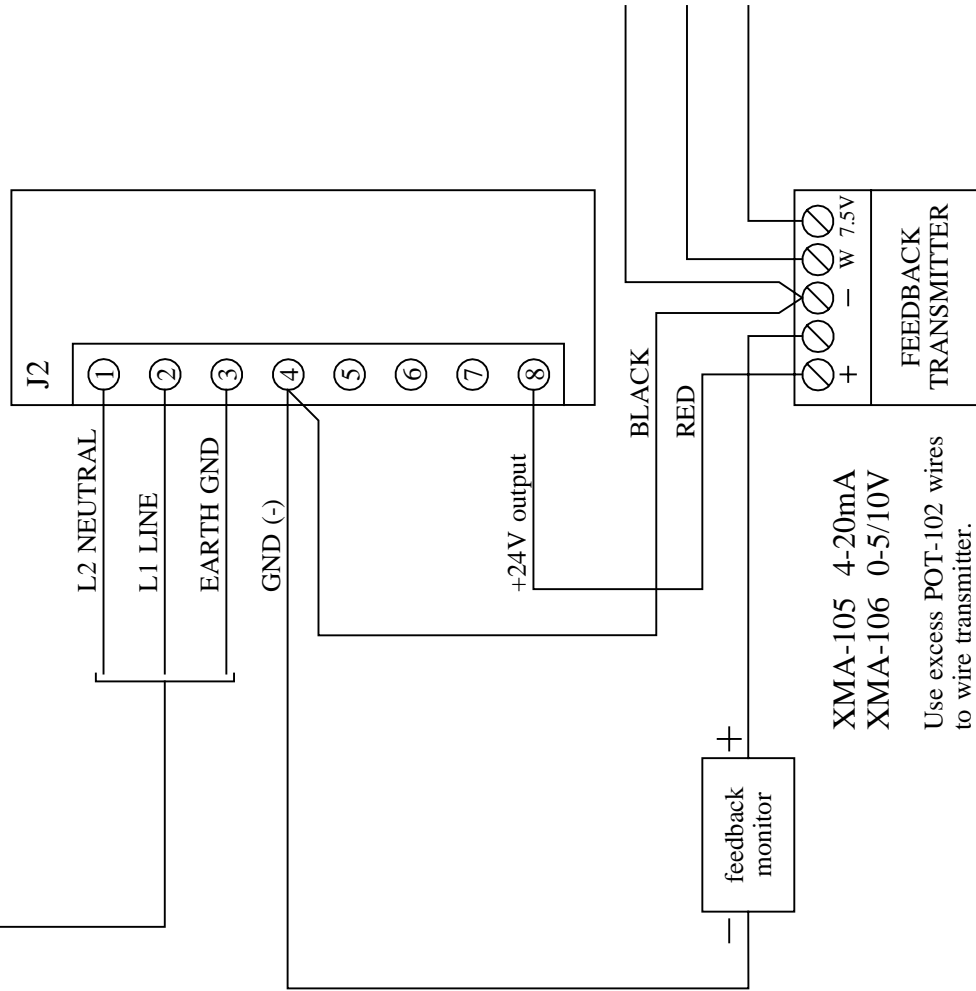 J2
1
2
3
4
5
6
7
8
L2 NEUTRAL
L1 LINE
EARTH GND
GND (-)
+24V output
BLACK
RED
+ − W 7.5V
FEEDBACK
TRANSMITTER
XMA-105 4-20mA
XMA-106 0-5/10V
Use excess POT-102 wires
to wire transmitter.
− +
feedback
monitor